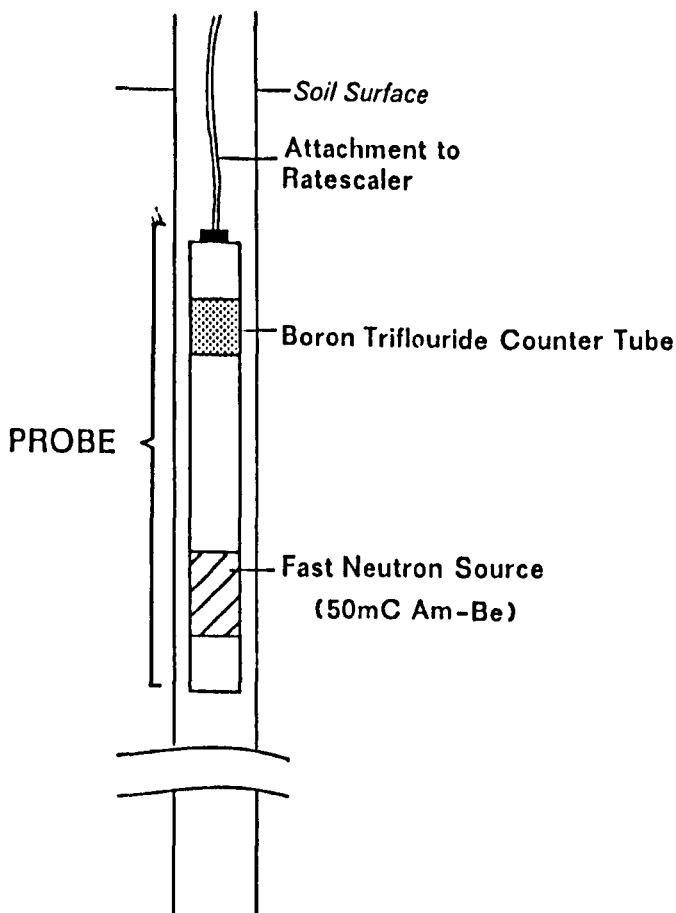 Soil Surface
Attachment to
Ratescaler
Boron Triflouride Counter Tube
PROBE
Fast Neutron Source
(50mC Am-Be)